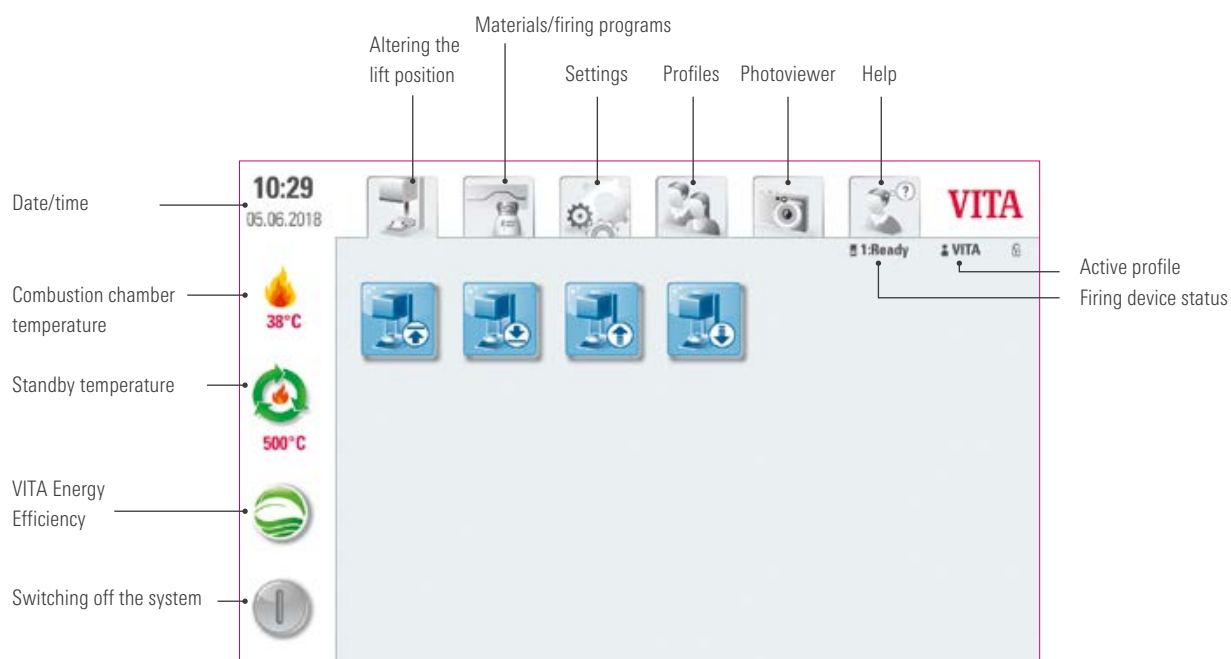 Materials/firing programs
Altering the
lift position
Settings
Profiles
Photoviewer
Help
Date/time
10:29
05.06.2018
VITA
?
1:Ready
VITA
Active profile
Firing device status
Combustion chamber
temperature
38°C
Standby temperature
500°C
VITA Energy
Efficiency
Switching off the system